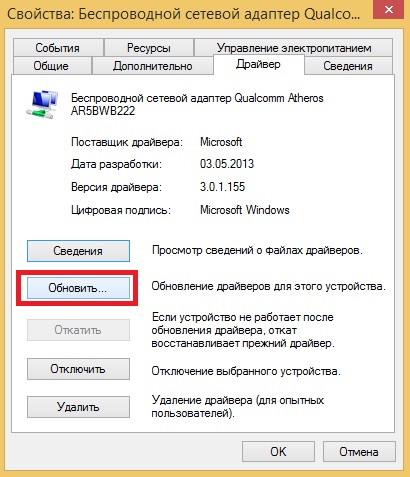 Свойства: Беспроводной сетевой адаптер Qualco...
События Ресурсы Управление электропитанием
Общие Дополнительно Драйвер Сведения
Беспроводной сетевой адаптер Qualcomm Atheros
AR5BWB222
Поставщик драйвера: Microsoft
Дата разработки: 03.05.2013
Версия драйвера: 3.0.1.155
Цифровая подпись: Microsoft Windows
Сведения Просмотр сведений о файлах драйверов.
Обновить... Обновление драйверов для этого устройства.
Откатить Если устройство не работает после
обновления драйвера, откат
восстанавливает прежний драйвер.
Отключить Отключение выбранного устройства.
Удалить Удаление драйвера (для опытных
пользователей).
OK Отмена